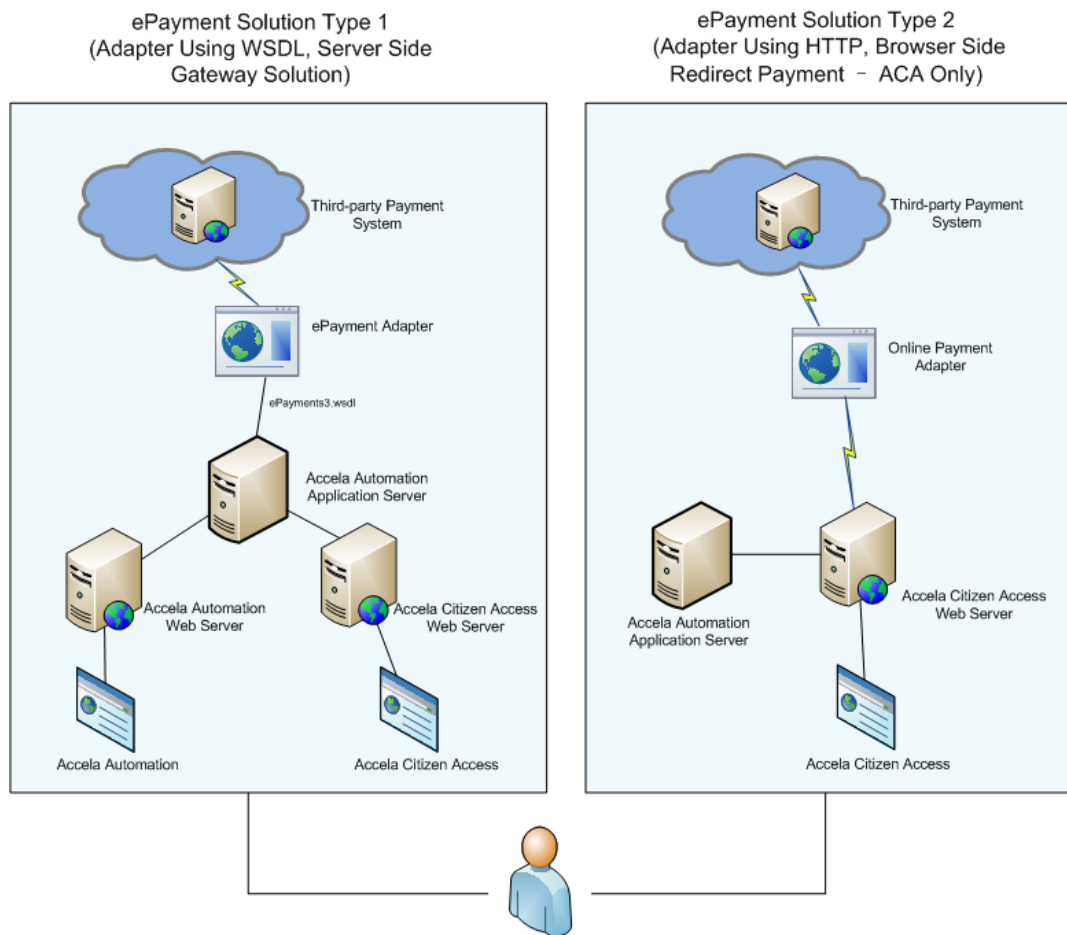 ePayment Solution Type 1
(Adapter Using WSDL, Server Side
Gateway Solution)
Third-party Payment
System
ePayment Adapter
ePayments3.wsdl
Accela Automation
Application Server
Accela Automation
Web Server
Accela Citizen Access
Web Server
Accela Automation
Accela Citizen Access
ePayment Solution Type 2
(Adapter Using HTTP, Browser Side
Redirect Payment – ACA Only)
Third-party Payment
System
Online Payment
Adapter
Accela Automation
Application Server
Accela Citizen Access
Web Server
Accela Citizen Access